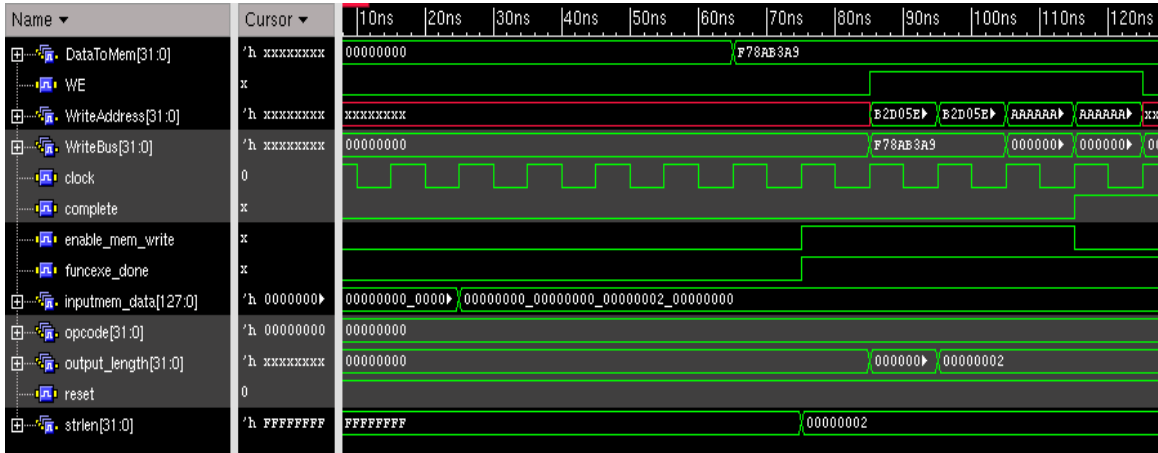 Name Cursor 10ns 20ns 30ns 40ns 50ns 60ns 70ns 80ns 90ns 100ns 110ns 120ns
DataToMem[31:0] 'h xxxxxxxx 00000000 F78AB3A9
WE x
WriteAddress[31:0] 'h xxxxxxxx xxxxxxxx B2D05E B2D05E AAAAAA AAAAAA xx
WriteBus[31:0] 'h xxxxxxxx 00000000 F78AB3A9 000000 000000 00
clock 0
complete x
enable_mem_write x
funcexe_done x
inputmem_data[127:0] 'h 0000000 00000000_0000 00000000_00000000_00000002_00000000
opcode[31:0] 'h 00000000 00000000
output_length[31:0] 'h xxxxxxxx 00000000 000000 00000002
reset 0
strlen[31:0] 'h FFFFFFFF FFFFFFFF 00000002